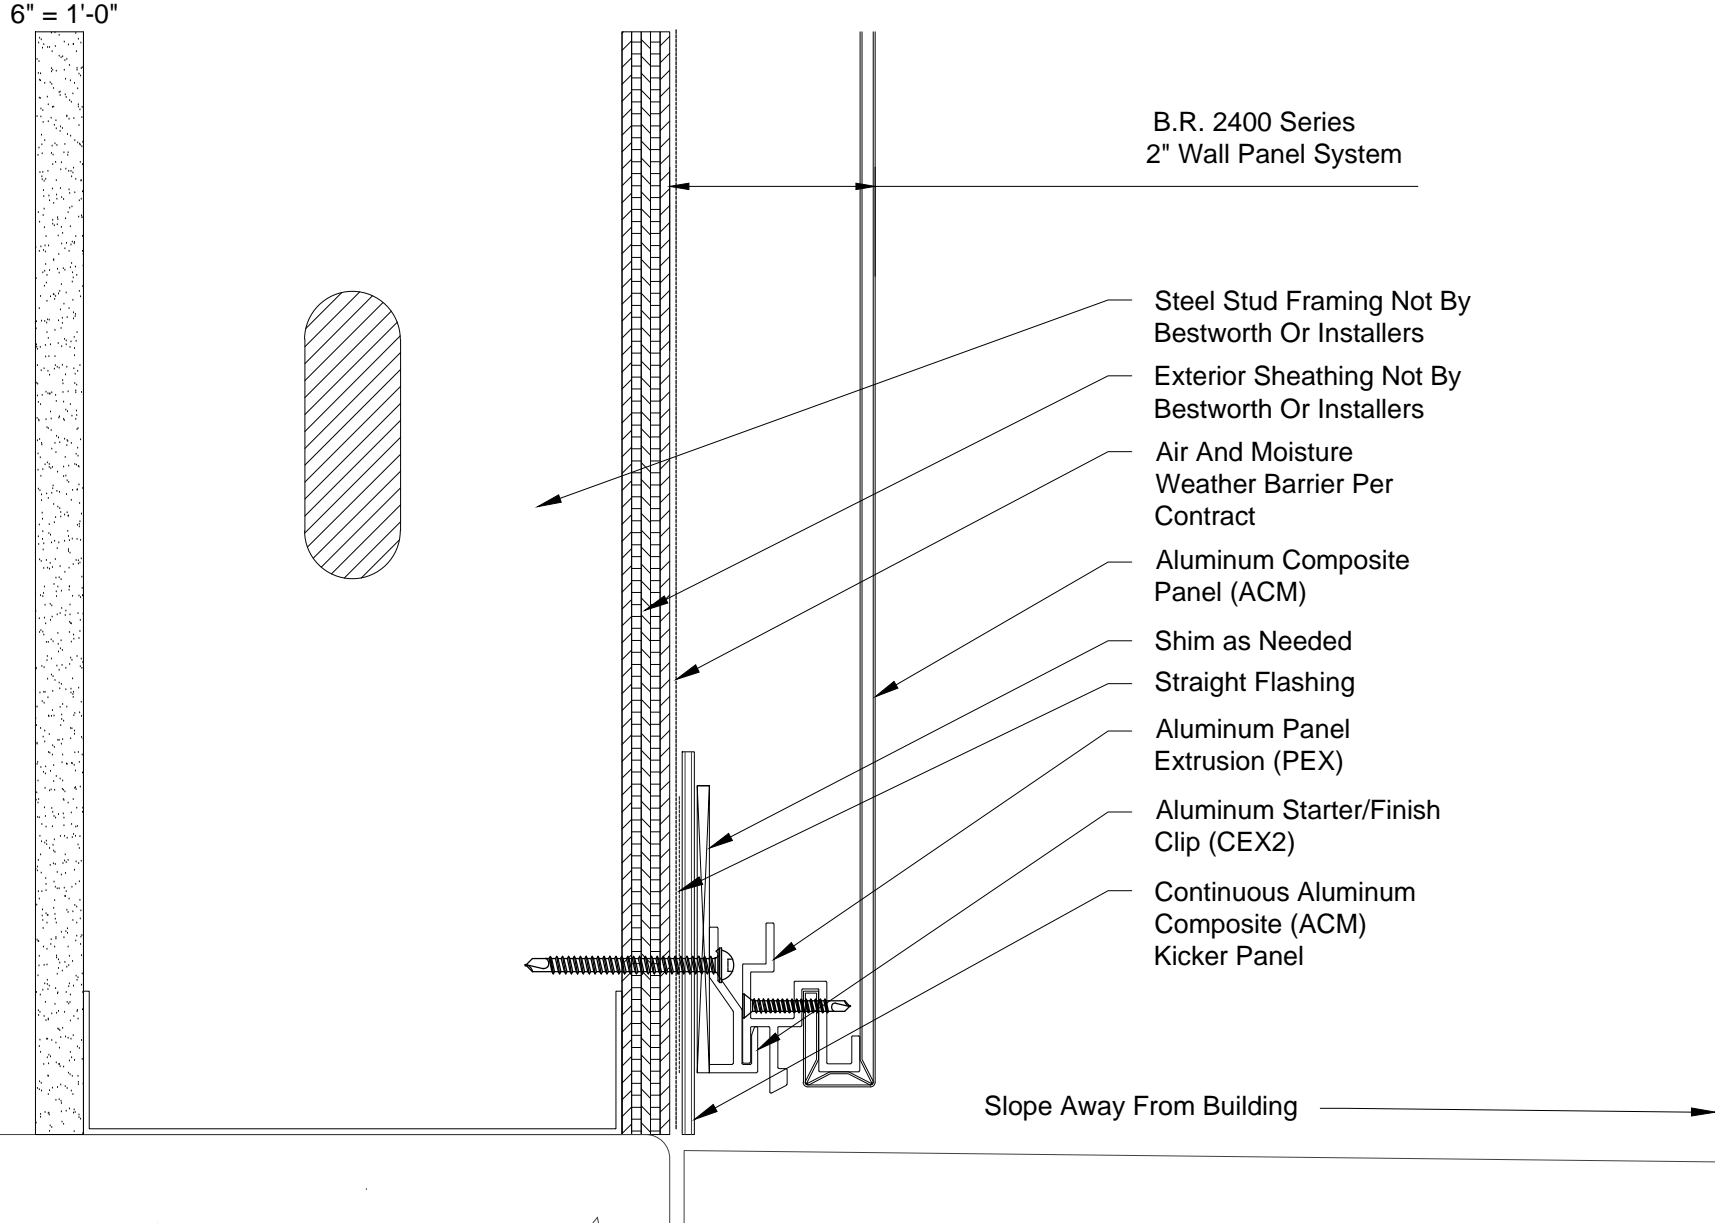 6" = 1'-0"
B.R. 2400 Series
2" Wall Panel System
Steel Stud Framing Not By
Bestworth Or Installers
Exterior Sheathing Not By
Bestworth Or Installers
Air And Moisture
Weather Barrier Per
Contract
Aluminum Composite
Panel (ACM)
Shim as Needed
Straight Flashing
Aluminum Panel
Extrusion (PEX)
Aluminum Starter/Finish
Clip (CEX2)
Continuous Aluminum
Composite (ACM)
Kicker Panel
Slope Away From Building